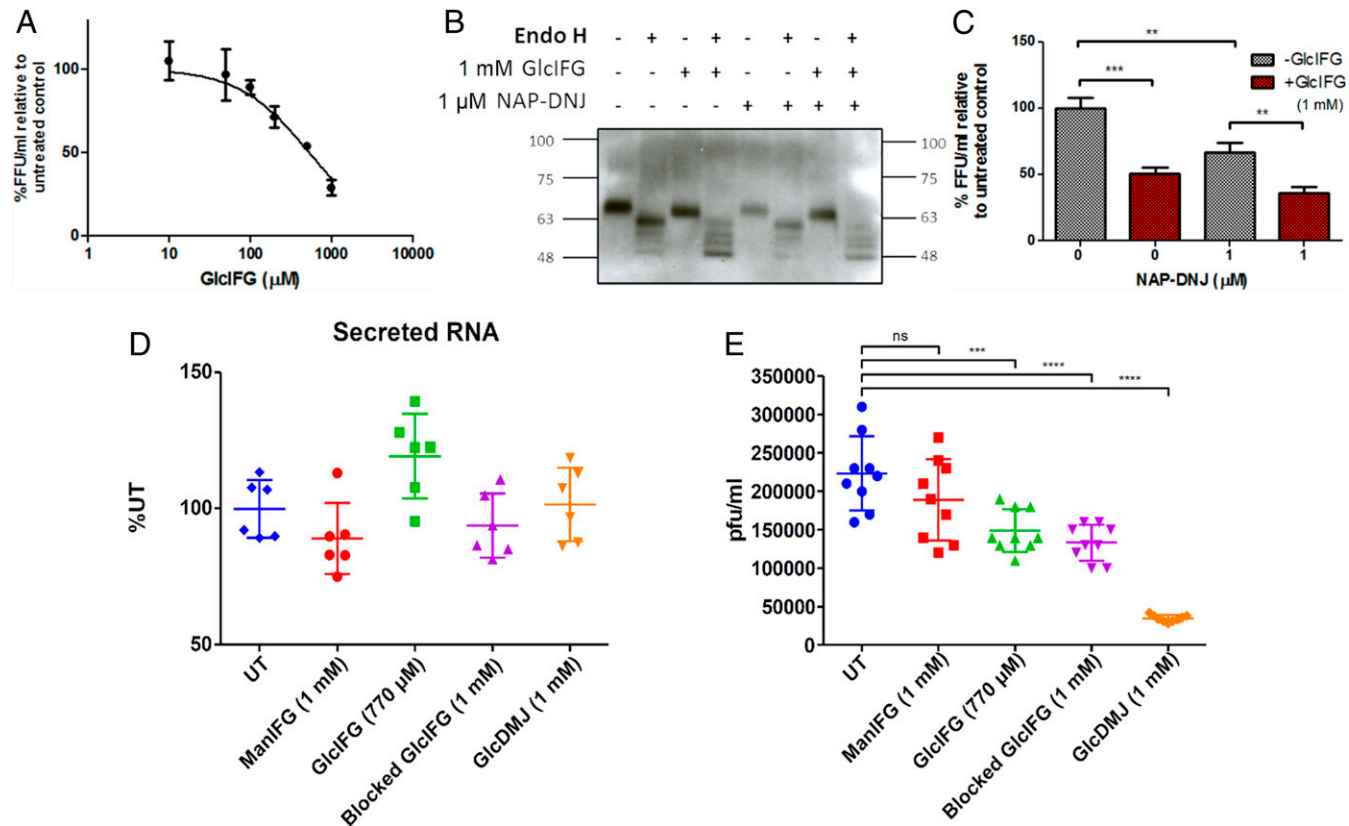 A
%FFU/ml relative to
untreated control
100
50
0
1 10 100 1000 10000
GlcIFG (μM)
B
Endo H - + - + - + - +
1 mM GlcIFG - - + + - - + +
1 μM NAP-DNJ - - - - + + + +
100 100
75 75
63 63
48 48
C
% FFU/ml relative
to untreated control
150
100
50
0
**
***
**
-GlcIFG
+GlcIFG
(1 mM)
0 0 1 1
NAP-DNJ (μM)
D
Secreted RNA
%UT
150
100
50
UT
ManIFG (1 mM)
GlcIFG (770 μM)
Blocked GlcIFG (1 mM)
GlcDMJ (1 mM)
E
ns
***
****
****
pfu/ml
350000
300000
250000
200000
150000
100000
50000
0
UT
ManIFG (1 mM)
GlcIFG (770 μM)
Blocked GlcIFG (1 mM)
GlcDMJ (1 mM)